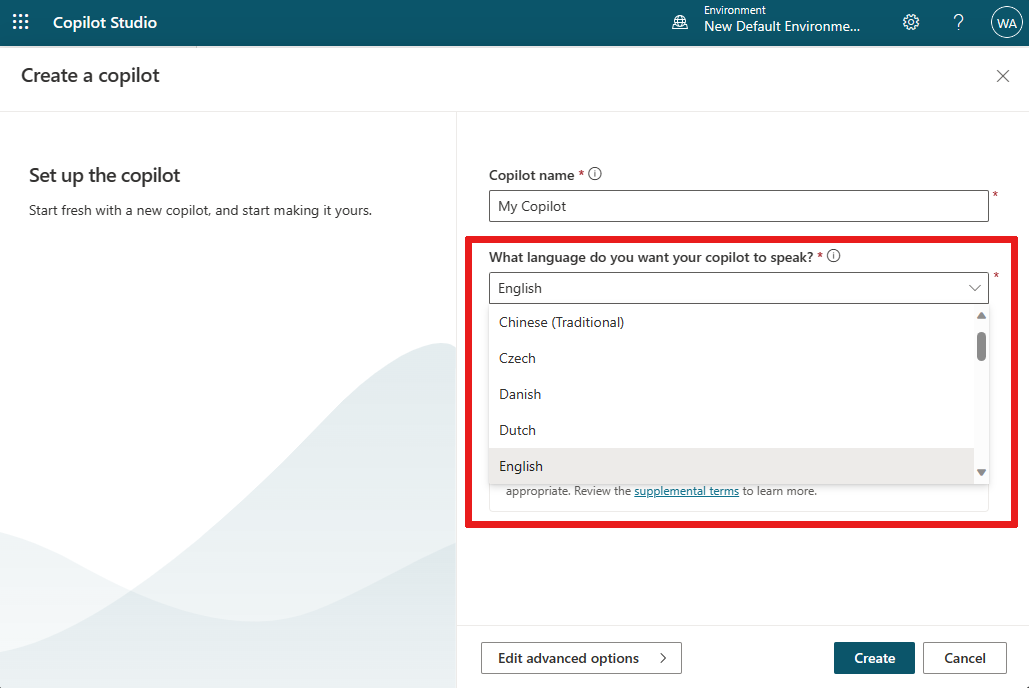 Copilot Studio
Environment
New Default Environme...
?
WA
Create a copilot
Set up the copilot
Start fresh with a new copilot, and start making it yours.
Copilot name *
My Copilot
*
What language do you want your copilot to speak? *
English
*
Chinese (Traditional)
Czech
Danish
Dutch
English
appropriate. Review the supplemental terms to learn more.
Edit advanced options
Create
Cancel